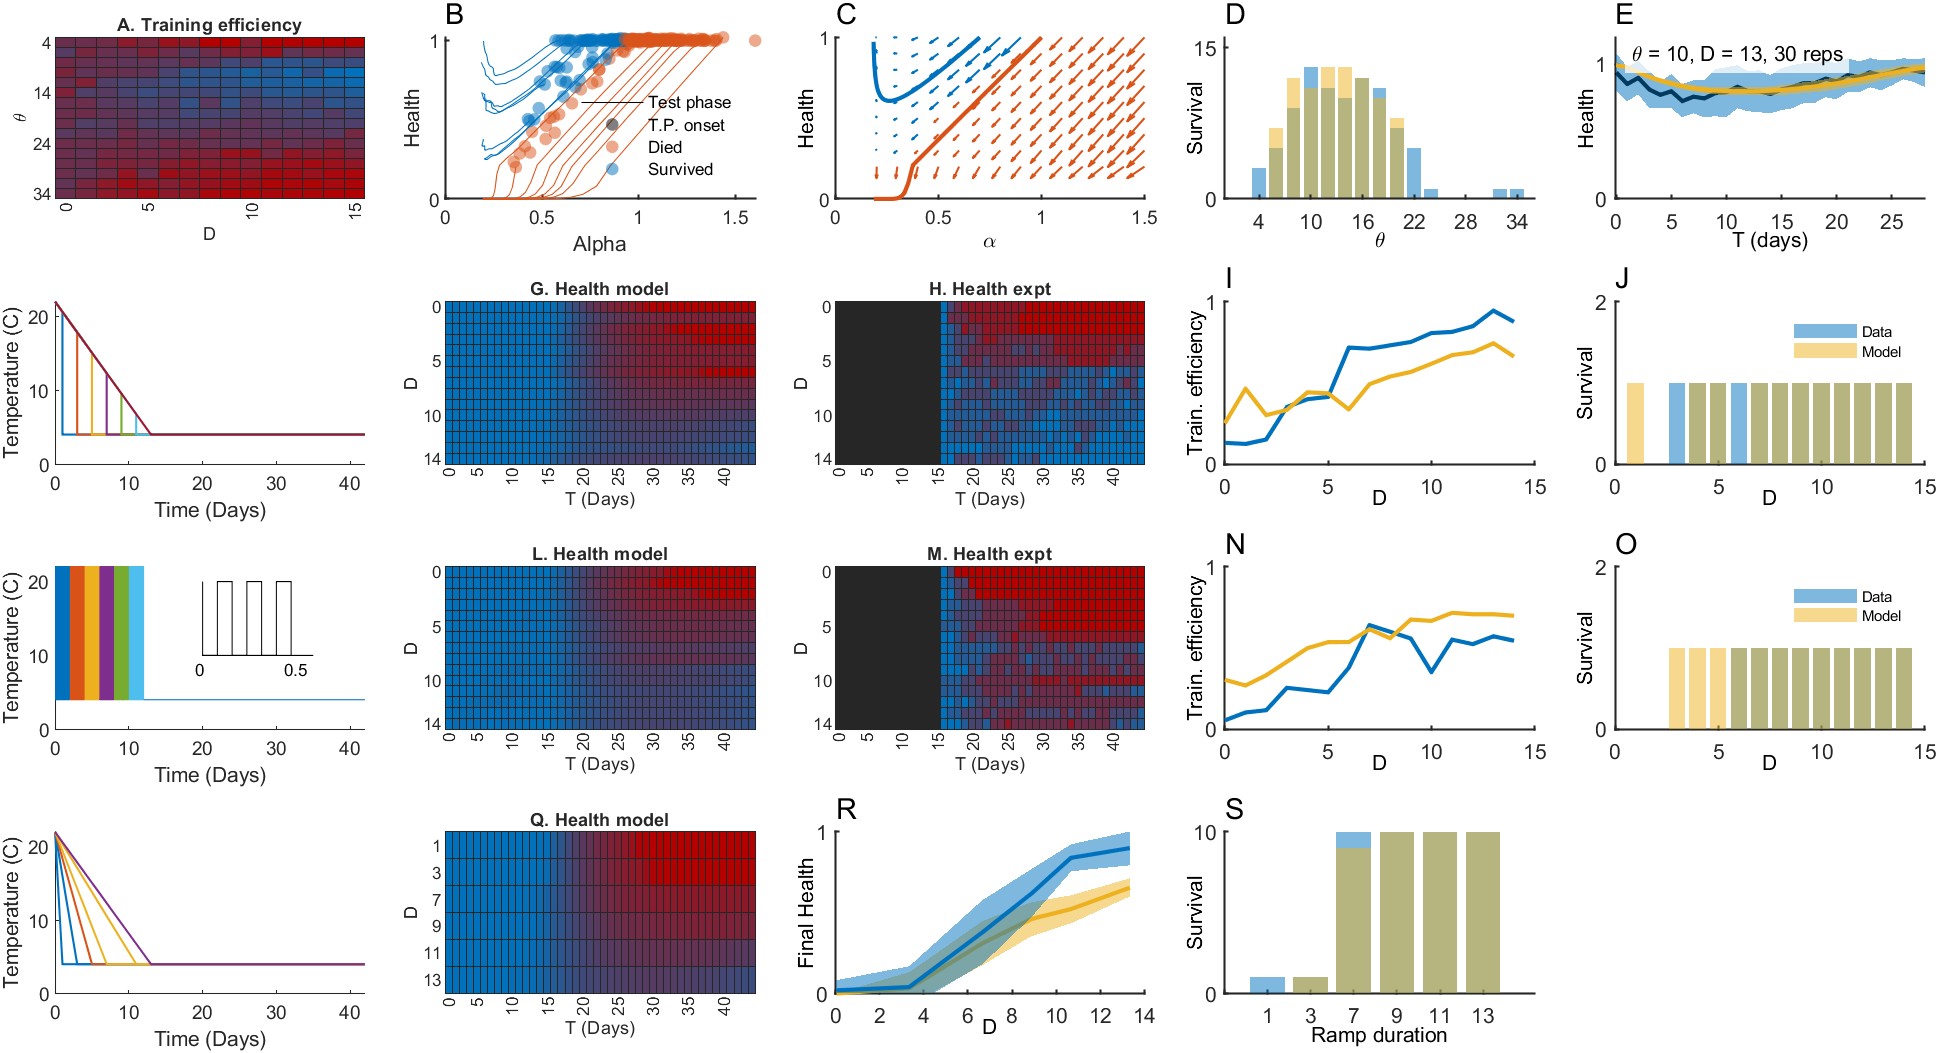 A. Training efficiency
4
14
24
34
θ
0
5
10
15
D
B
1
0
Health
0
0.5
1
1.5
Alpha
Test phase
T.P. onset
Died
Survived
C
1
0
Health
0
0.5
1
1.5
α
D
15
0
Survival
4
10
16
22
28
34
θ
E
θ = 10, D = 13, 30 reps
1
0
Health
0
5
10
15
20
25
T (days)
20
10
0
Temperature (C)
0
10
20
30
40
Time (Days)
G. Health model
0
5
10
14
D
0
5
10
15
20
25
30
35
40
T (Days)
H. Health expt
0
5
10
14
D
0
5
10
15
20
25
30
35
40
T (Days)
I
1
0
Train. efficiency
0
5
10
15
D
J
2
0
Survival
Data
Model
0
5
10
15
D
20
10
0
Temperature (C)
0
0.5
0
10
20
30
40
Time (Days)
L. Health model
0
5
10
14
D
0
5
10
15
20
25
30
35
40
T (Days)
M. Health expt
0
5
10
14
D
0
5
10
15
20
25
30
35
40
T (Days)
N
1
0
Train. efficiency
0
5
10
15
D
O
2
0
Survival
Data
Model
0
5
10
15
D
20
10
0
Temperature (C)
0
10
20
30
40
Time (Days)
Q. Health model
1
3
7
9
11
13
D
0
5
10
15
20
25
30
35
40
T (Days)
R
1
0
Final Health
0
2
4
6
8
10
12
14
D
S
10
0
Survival
1
3
7
9
11
13
Ramp duration